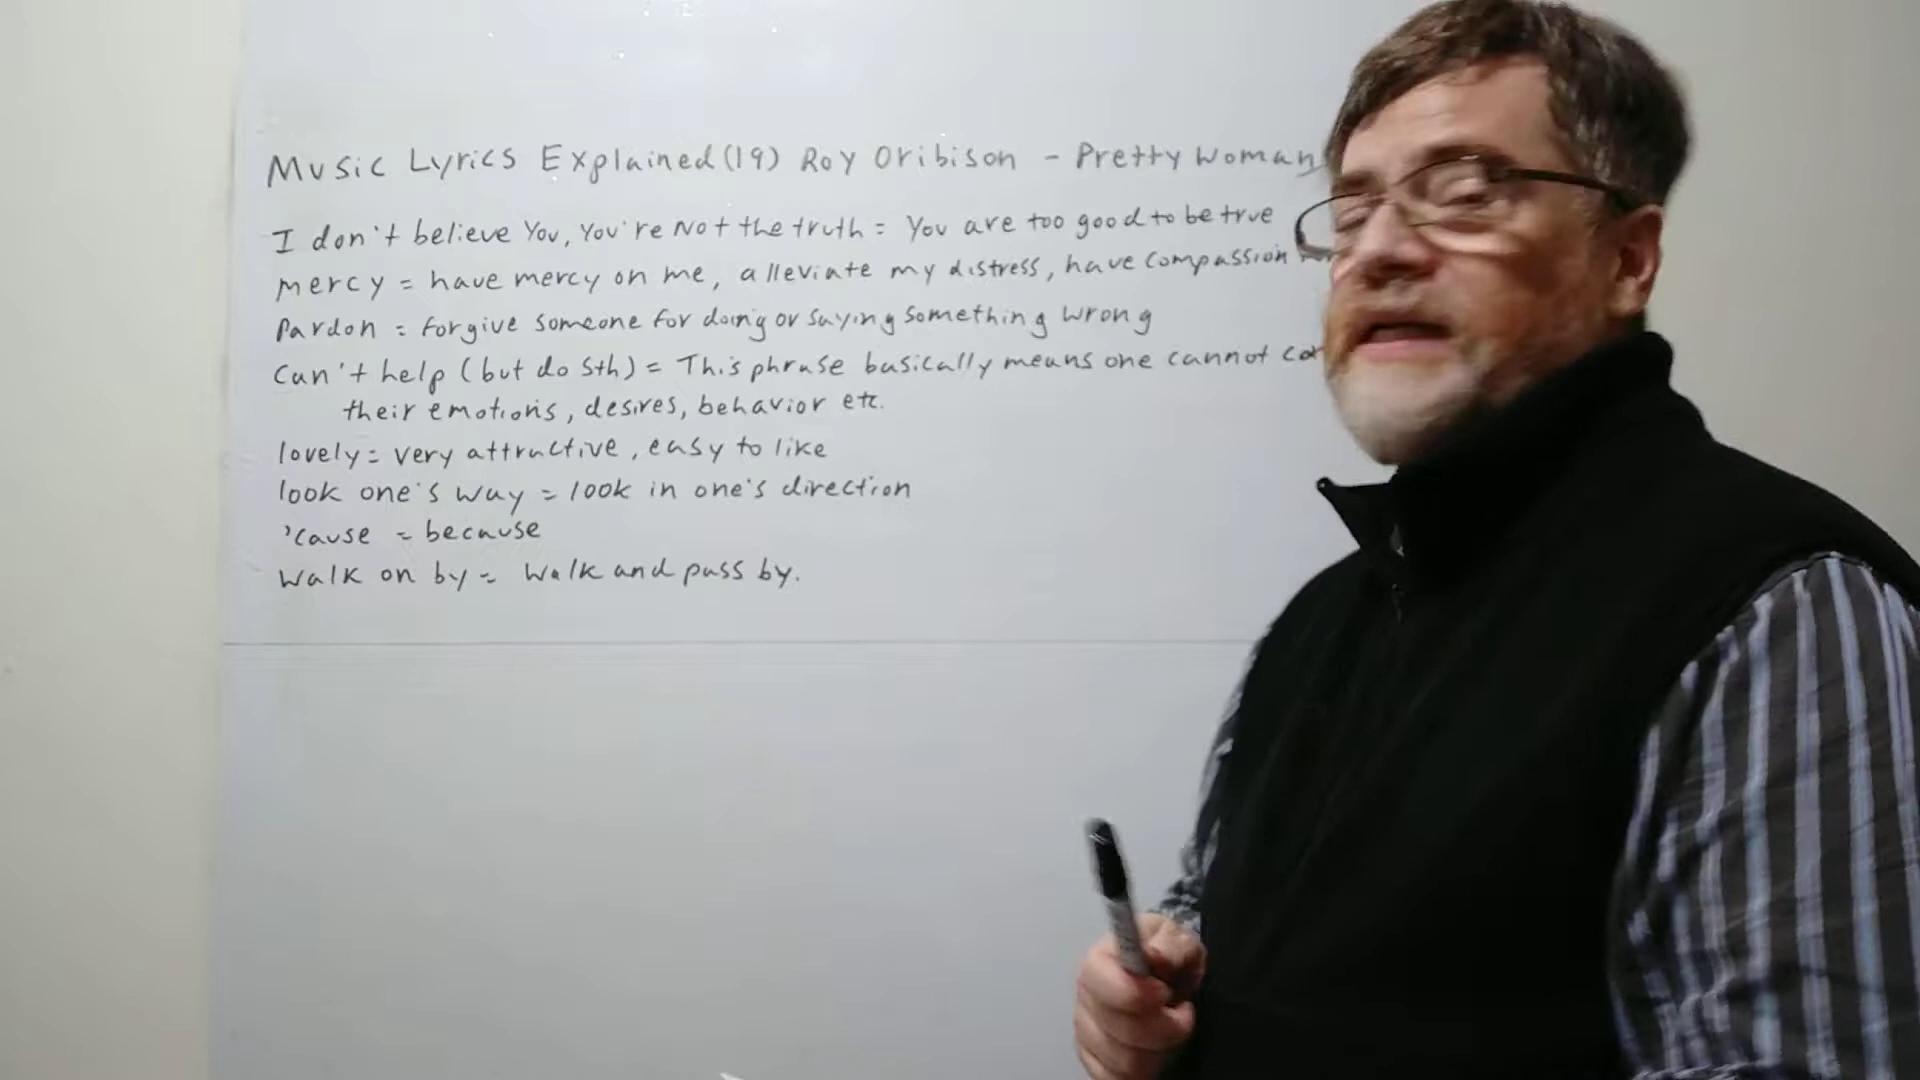 Music Lyrics Explained (19) Roy Oribison - Pretty Woman
I don't believe You, You're Not the truth = You are too good to be true
mercy = have mercy on me, alleviate my distress, have compassion
Pardon = forgive someone for doing or saying something wrong
Can't help (but do sth) = This phrase basically means one cannot
their emotions, desires, behavior etc.
lovely = very attractive, easy to like
look one's way = look in one's direction
'cause = because
Walk on by = Walk and pass by.